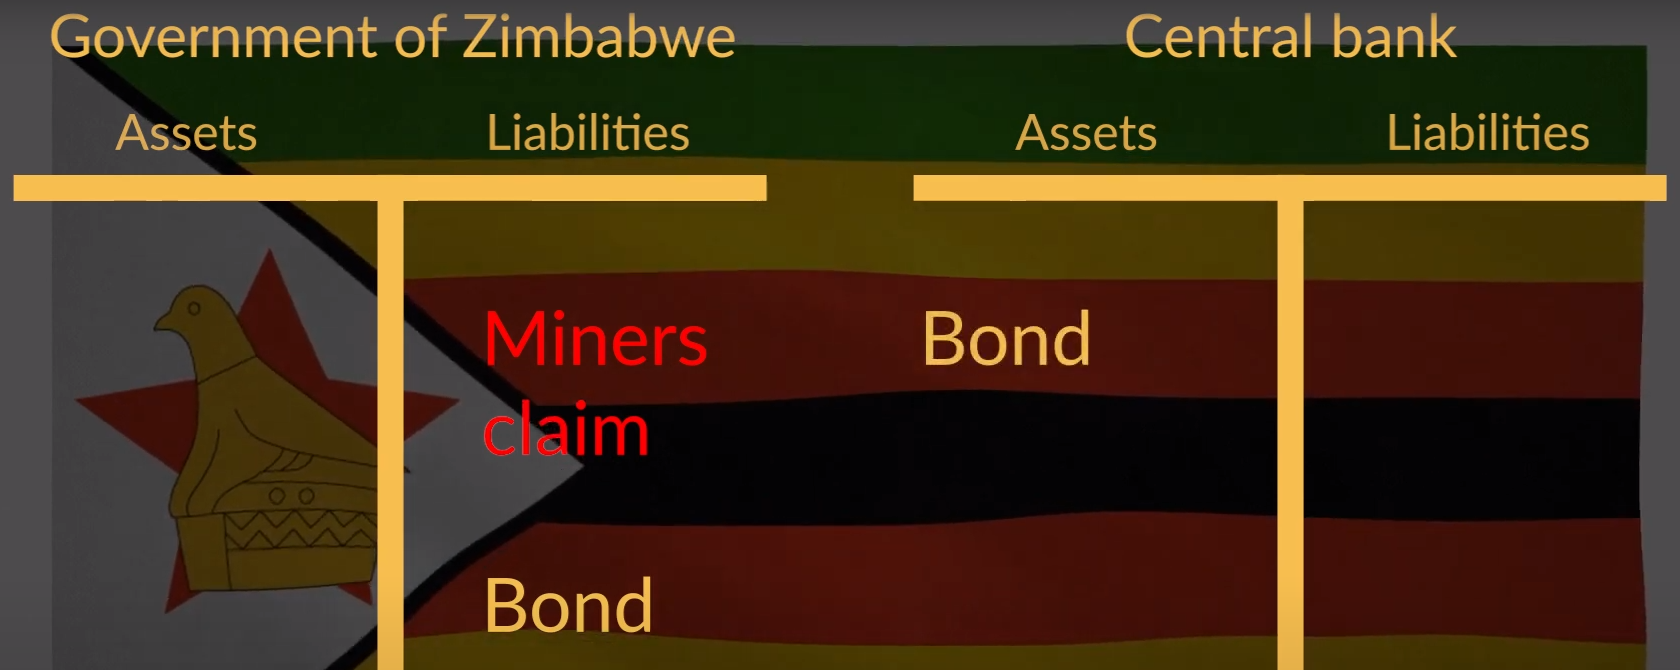 Government of Zimbabwe
Assets
Liabilities
Miners
claim
Bond
Central bank
Assets
Liabilities
Bond